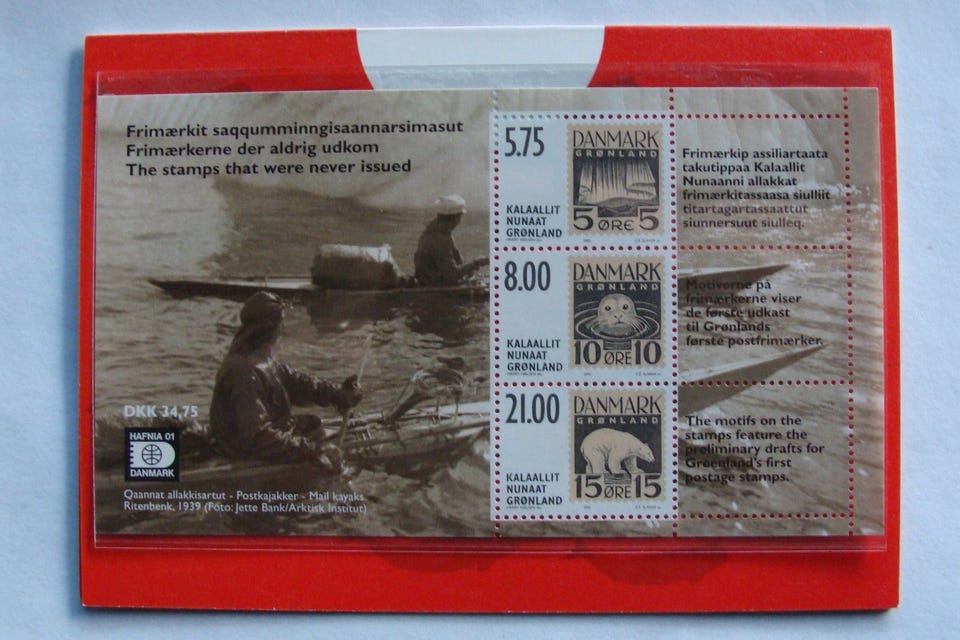 Frimærkit saqqummingisaannarsimasut
Frimærkerne der aldrig udkom
The stamps that were never issued
DKK 34,75
HAFNIA 01
DANMARK
Qaannat allakkisartut - Postkajakker - Mail kayaks
Ritenbenk, 1939 (Foto: Jette Bank/Arktisk Institut)
5.75
KALAALLIT
NUNAAT
GRØNLAND
DANMARK
GRØNLAND
5 ØRE 5
8.00
KALAALLIT
NUNAAT
GRØNLAND
DANMARK
GRØNLAND
10 ØRE 10
21.00
KALAALLIT
NUNAAT
GRØNLAND
DANMARK
GRØNLAND
15 ØRE 15
Frimærkip assiliartaata
takutippaa Kalaallit
Nunaanni allakkat
frimærkitassaasa siulliit
titartagartassaattut
siunnersuut siulleq.
Motiverne på
frimærkerne viser
de første udkast
til Grønlands
første postfrimærker.
The motifs on the
stamps feature the
preliminary drafts for
Greenland's first
postage stamps.